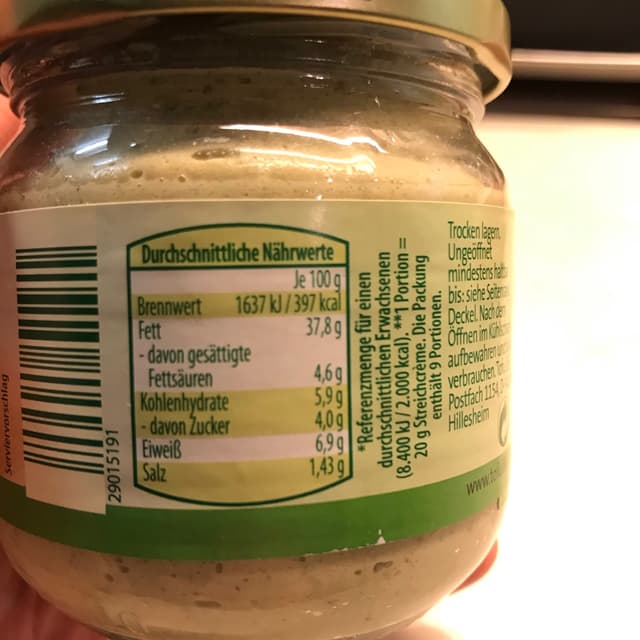 Serviervorschlag
29015191
Durchschnittliche Nährwerte
Je 100 g
Brennwert 1637 kJ / 397 kcal
Fett 37,8 g
- davon gesättigte
Fettsäuren 4,6 g
Kohlenhydrate 5,9 g
- davon Zucker 4,0 g
Eiweiß 6,9 g
Salz 1,43 g
*Referenzmenge für einen
durchschnittlichen Erwachsenen
(8.400 kJ / 2.000 kcal), **1 Portion =
20 g Streichcrème. Die Packung
enthält 9 Portionen.
Trocken lagern.
Ungeöffnet
mindestens
bis: siehe
Deckel. Nach dem
Öffnen im
aufbewahren
verbrauchen.
Postfach 1154,
Hillesheim
www.